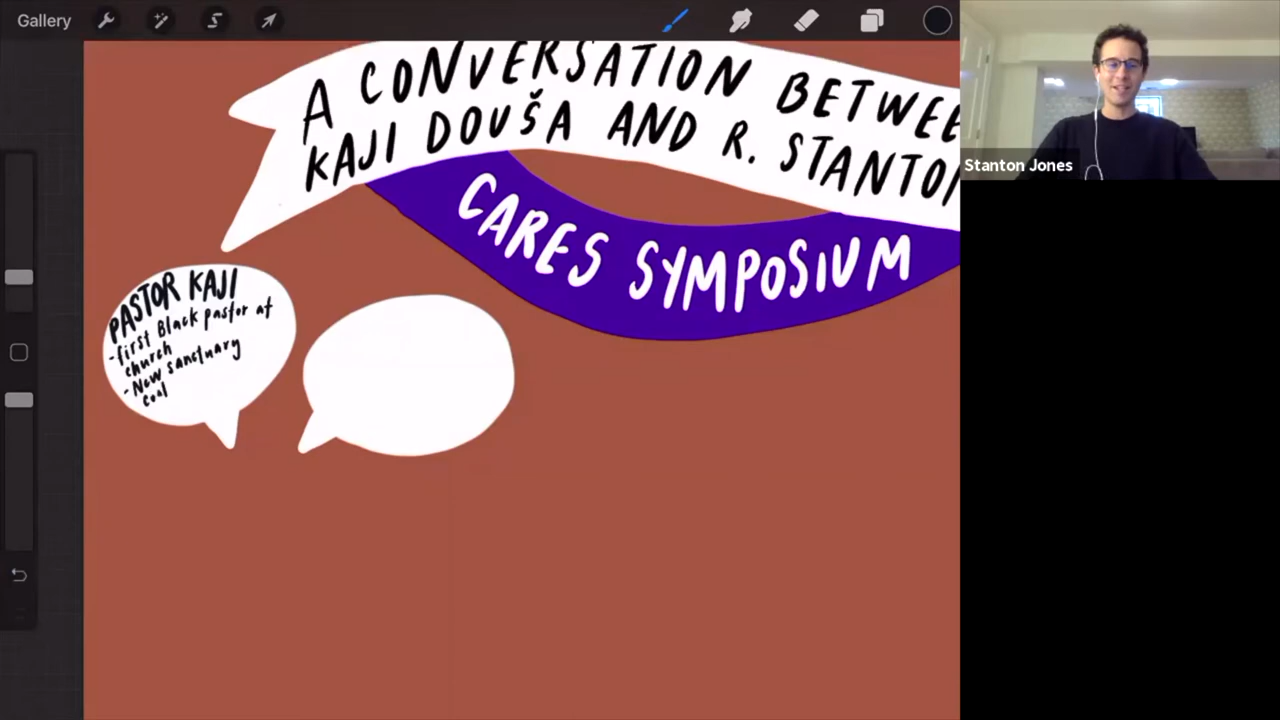 Gallery
A CONVERSATION BETWEE
KAJI DOUŠA AND R. STANTON
CARES SYMPOSIUM
PASTOR KAJI
-first Black pastor at
church
-New sanctuary
coal
Stanton Jones